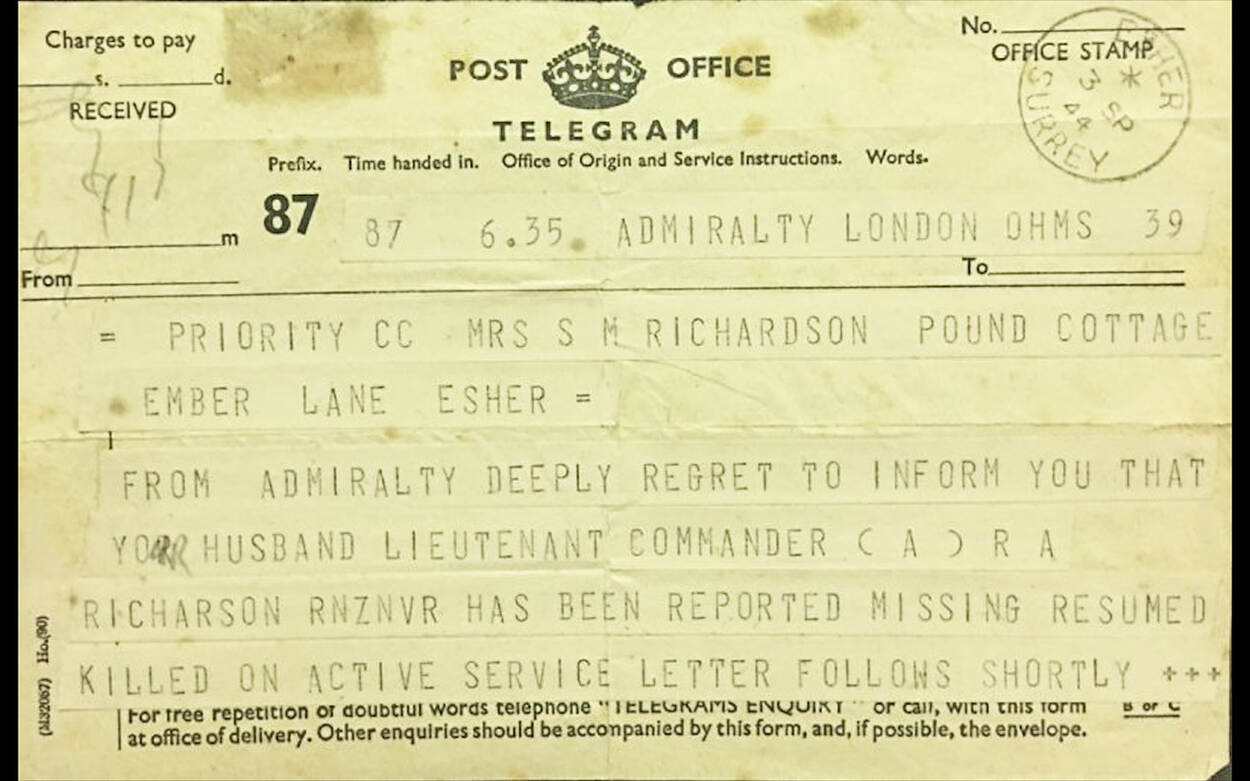 Charges to pay
s. d.
RECEIVED
POST OFFICE
TELEGRAM
No.
OFFICE STAMP
ESHER
SURREY
3 SP
44
Prefix. Time handed in. Office of Origin and Service Instructions. Words.
m
87
87 6.35. ADMIRALTY LONDON OHMS 39
From
To
= PRIORITY CC MRS S M RICHARDSON POUND COTTAGE
EMBER LANE ESHER =
FROM ADMIRALTY DEEPLY REGRET TO INFORM YOU THAT
YOUR HUSBAND LIEUTENANT COMMANDER ( A ) R A
RICHARSON RNZNVR HAS BEEN REPORTED MISSING RESUMED
KILLED ON ACTIVE SERVICE LETTER FOLLOWS SHORTLY +++
For free repetition of doubtful words telephone "TELEGRAMS ENQUIRY" or call, with this form
at office of delivery. Other enquiries should be accompanied by this form, and, if possible, the envelope.
B or C